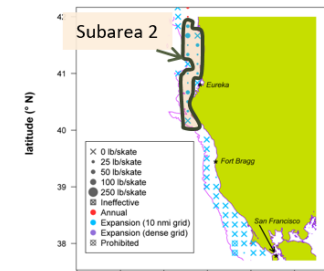 Subarea 2
latitude (° N)
42
41
40
39
38
Eureka
Fort Bragg
San Francisco
0 lb/skate
25 lb/skate
50 lb/skate
100 lb/skate
250 lb/skate
Ineffective
Annual
Expansion (10 nmi grid)
Expansion (dense grid)
Prohibited